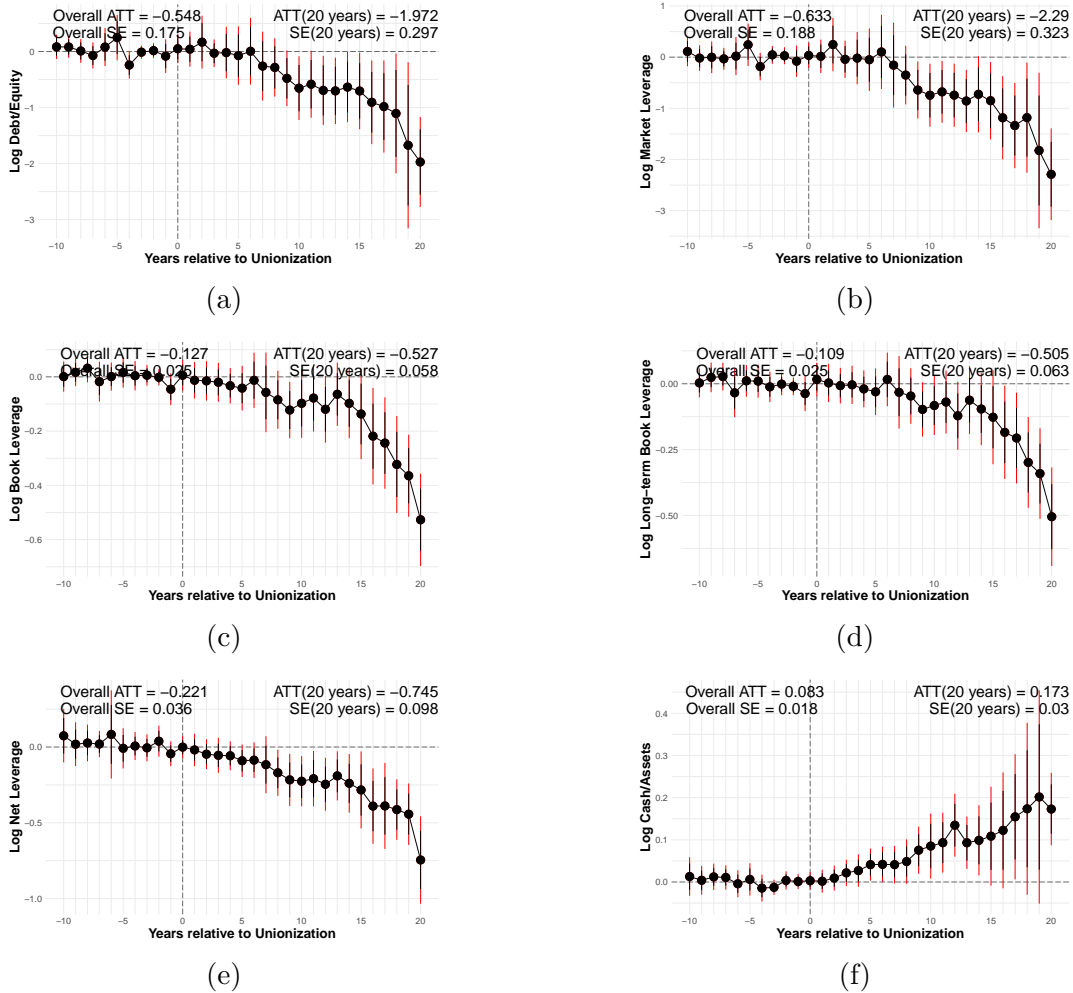 Overall ATT = −0.548 ATT(20 years) = −1.972
Overall SE = 0.175 SE(20 years) = 0.297
0
−1
−2
−3
Log Debt/Equity
−10 −5 0 5 10 15 20
Years relative to Unionization
(a)
1
Overall ATT = −0.633 ATT(20 years) = −2.29
Overall SE = 0.188 SE(20 years) = 0.323
0
−1
−2
−3
Log Market Leverage
−10 −5 0 5 10 15 20
Years relative to Unionization
(b)
Overall ATT = −0.127 ATT(20 years) = −0.527
Overall SE = 0.025 SE(20 years) = 0.058
0.0
−0.2
−0.4
−0.6
Log Book Leverage
−10 −5 0 5 10 15 20
Years relative to Unionization
(c)
Overall ATT = −0.109 ATT(20 years) = −0.505
Overall SE = 0.025 SE(20 years) = 0.063
0.00
−0.25
−0.50
Log Long−term Book Leverage
−10 −5 0 5 10 15 20
Years relative to Unionization
(d)
Overall ATT = −0.221 ATT(20 years) = −0.745
Overall SE = 0.036 SE(20 years) = 0.098
0.0
−0.5
−1.0
Log Net Leverage
−10 −5 0 5 10 15 20
Years relative to Unionization
(e)
Overall ATT = 0.083 ATT(20 years) = 0.173
Overall SE = 0.018 SE(20 years) = 0.03
0.4
0.3
0.2
0.1
0.0
Log Cash/Assets
−10 −5 0 5 10 15 20
Years relative to Unionization
(f)